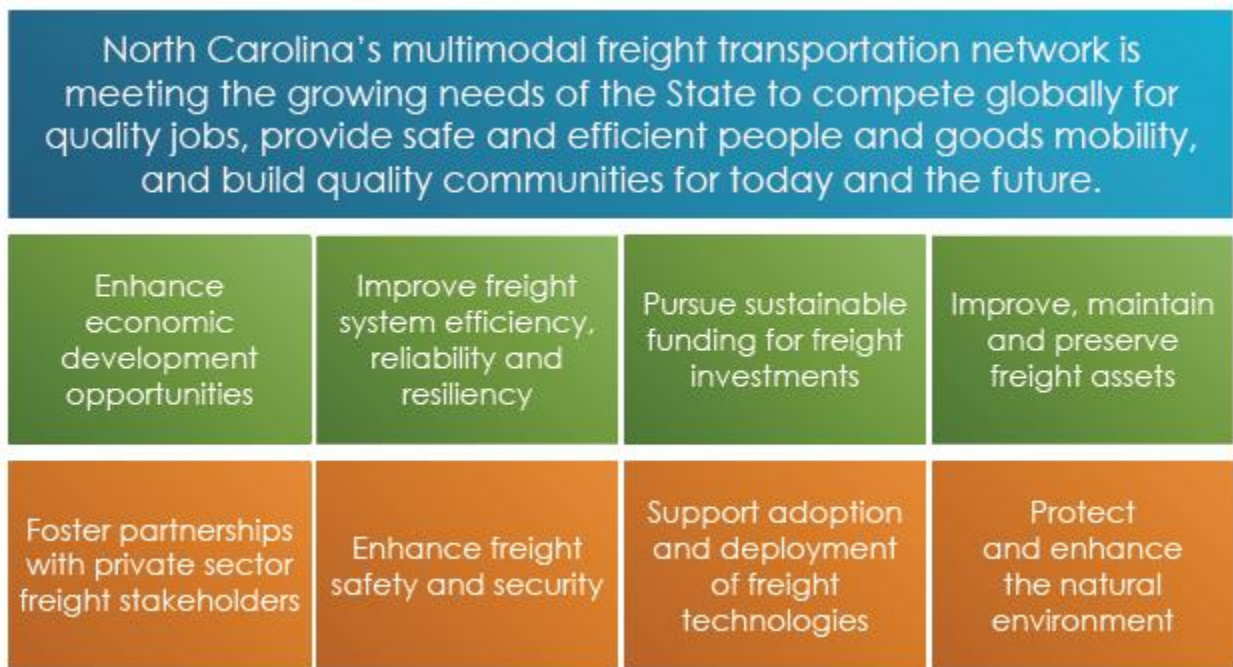 North Carolina’s multimodal freight transportation network is
meeting the growing needs of the State to compete globally for
quality jobs, provide safe and efficient people and goods mobility,
and build quality communities for today and the future.
Enhance
economic
development
opportunities
Improve freight
system efficiency,
reliability and
resiliency
Pursue sustainable
funding for freight
investments
Improve, maintain
and preserve
freight assets
Foster partnerships
with private sector
freight stakeholders
Enhance freight
safety and security
Support adoption
and deployment
of freight
technologies
Protect
and enhance
the natural
environment